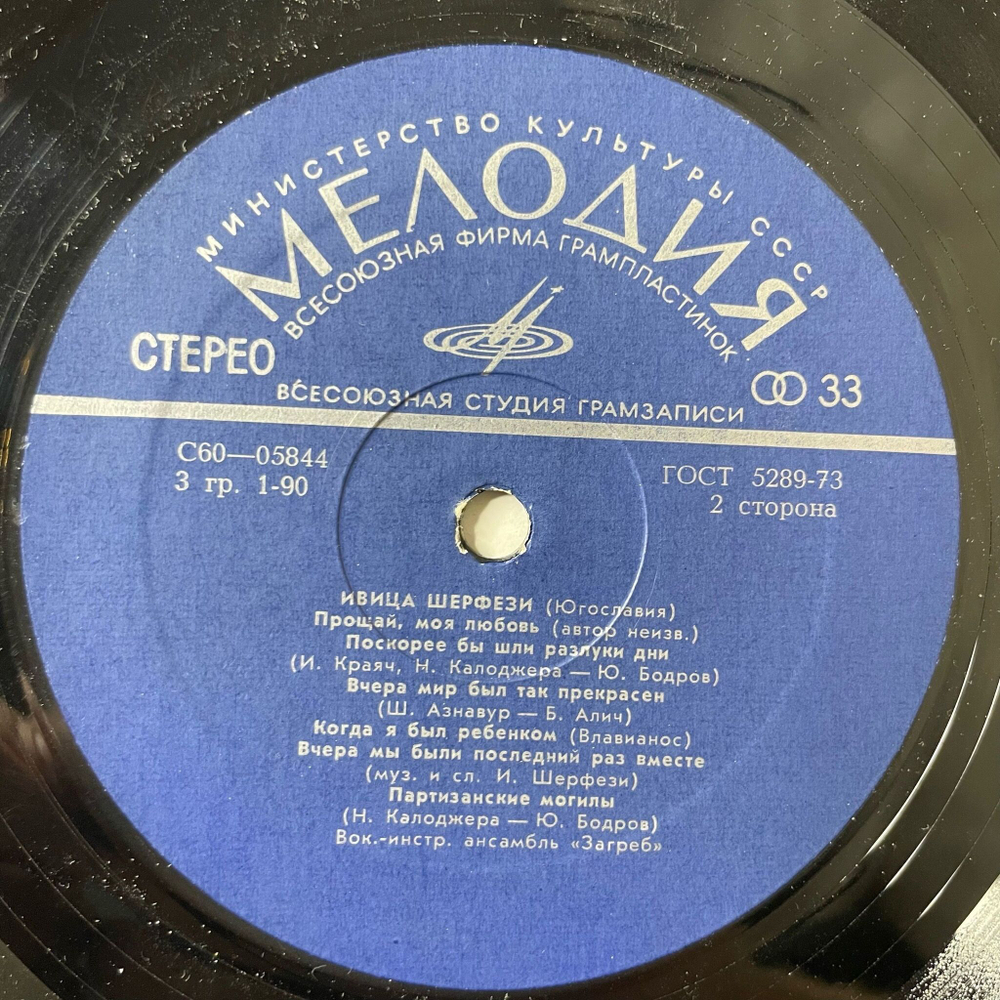 МИНИСТЕРСТВО КУЛЬТУРЫ СССР
МЕЛОДИЯ
ВСЕСОЮЗНАЯ ФИРМА ГРАМПЛАСТИНОК
СТЕРЕО
33
ВСЕСОЮЗНАЯ СТУДИЯ ГРАМЗАПИСИ
С60—05844
ГОСТ 5289-73
3 гр. 1-90
2 сторона
ИВИЦА ШЕРФЕЗИ (Югославия)
Прощай, моя любовь (автор неизв.)
Поскорее бы шли разлуки дни
(И. Краяч, Н. Калоджера — Ю. Бодров)
Вчера мир был так прекрасен
(Ш. Азнавур — Б. Алич)
Когда я был ребенком (Влавианос)
Вчера мы были последний раз вместе
(муз. и сл. И. Шерфези)
Партизанские могилы
(Н. Калоджера — Ю. Бодров)
Вок.-инстр. ансамбль «Загреб»